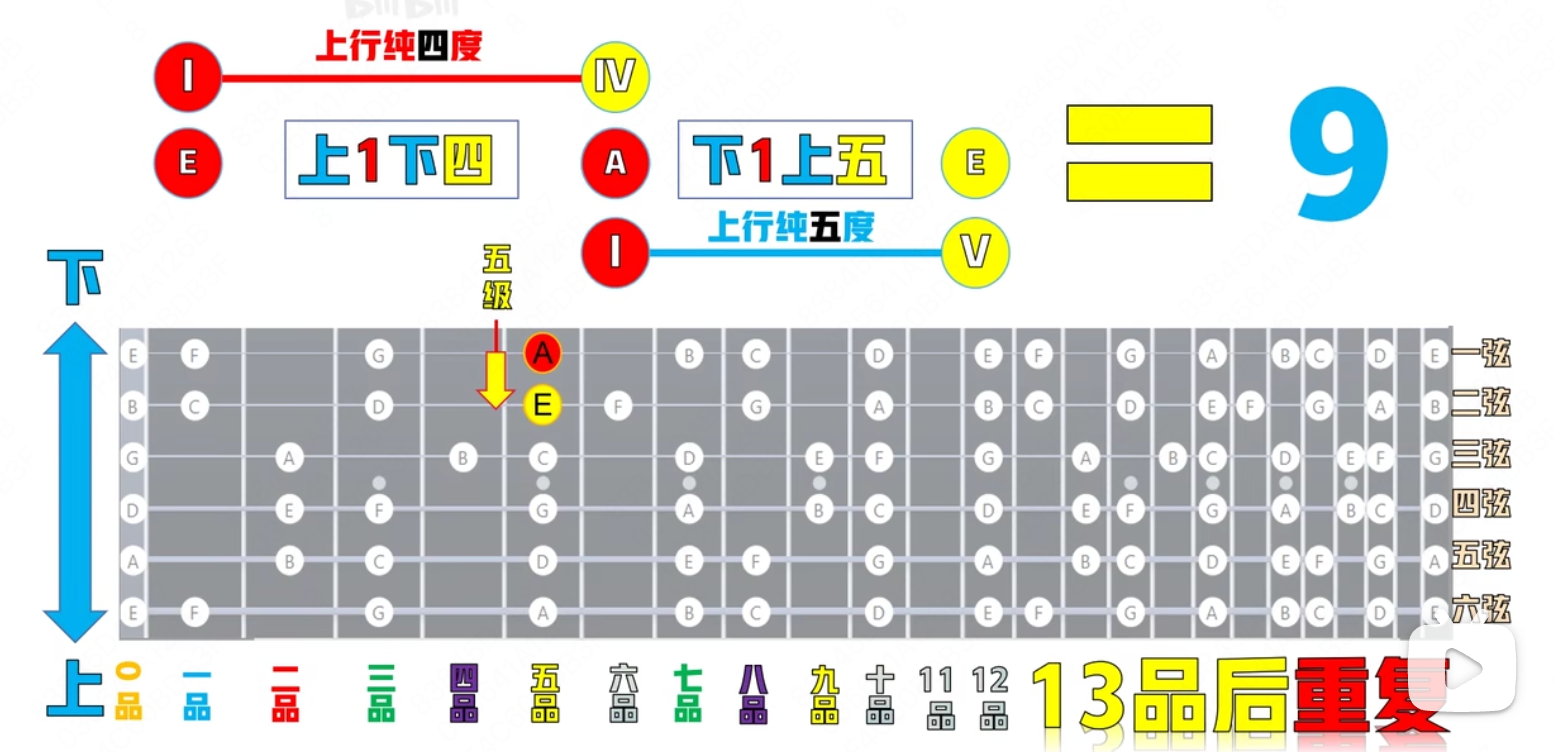 BiliBili
上行纯四度
I IV
E 上1下四 A 下1上五 E 9
上行纯五度
I V
五级
下
E F G A B C D E F G A B C D E 一弦
B C D E F G A B C D E F G A B 二弦
G A B C D E F G A B C D E F G 三弦
D E F G A B C D E F G A B C D 四弦
A B C D E F G A B C D E F G A 五弦
E F G A B C D E F G A B C D E 六弦
上
0品 一品 二品 三品 四品 五品 六品 七品 八品 九品 十品 11品 12品 13品后重复